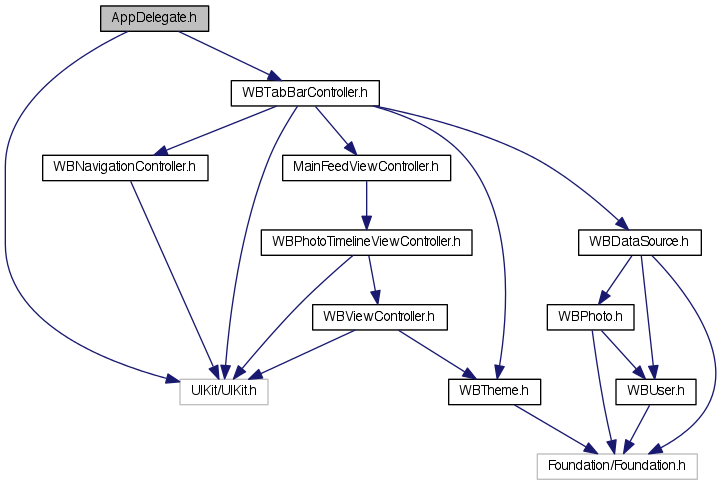 AppDelegate.h
WBTabBarController.h
WBNavigationController.h
MainFeedViewController.h
WBPhotoTimelineViewController.h
WBDataSource.h
WBViewController.h
WBPhoto.h
UIKit/UIKit.h
WBTheme.h
WBUser.h
Foundation/Foundation.h